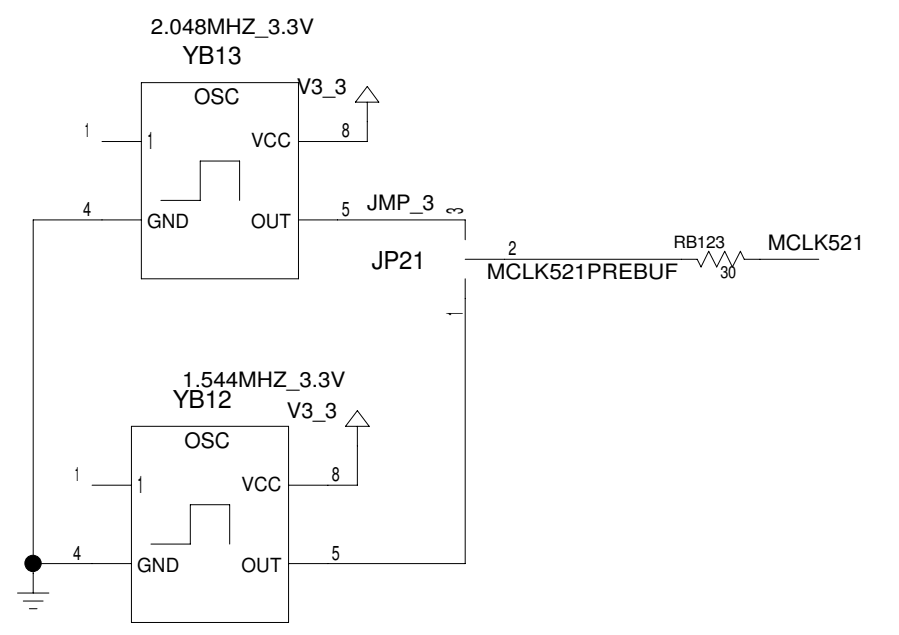 2.048MHZ_3.3V
YB13
OSC
V3_3
1
1
VCC
8
4
GND
OUT
5
JMP_3
3
JP21
2
MCLK521PREBUF
RB123
30
MCLK521
1
1.544MHZ_3.3V
YB12
V3_3
OSC
1
1
VCC
8
4
GND
OUT
5